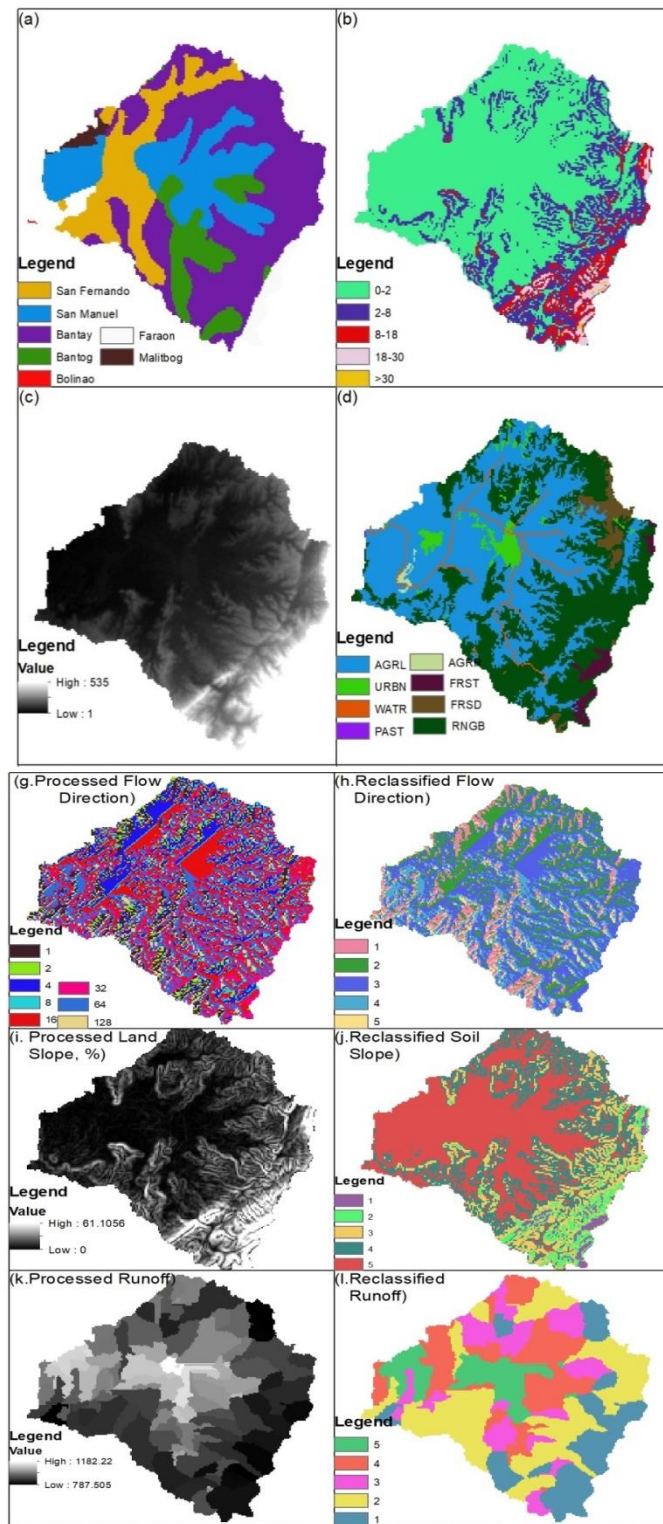 (a)
Legend
San Fernando
San Manuel
Bantay
Faraon
Bantog
Malitbog
Bolinao
(b)
Legend
0-2
2-8
8-18
18-30
>30
(c)
Legend
Value
High : 535
Low : 1
(d)
Legend
AGRL
URBN
FRST
WATR
FRSD
PAST
RNGB
(g.Processed Flow
Direction)
Legend
1
2
4
32
8
64
16
128
(h.Reclassified Flow
Direction)
Legend
1
2
3
4
5
(i. Processed Land
Slope, %)
Legend
Value
High : 61.1056
Low : 0
(j.Reclassified Soil
Slope)
Legend
1
2
3
4
5
(k.Processed Runoff)
Legend
Value
High : 1182.22
Low : 787.505
(l.Reclassified
Runoff)
Legend
5
4
3
2
1